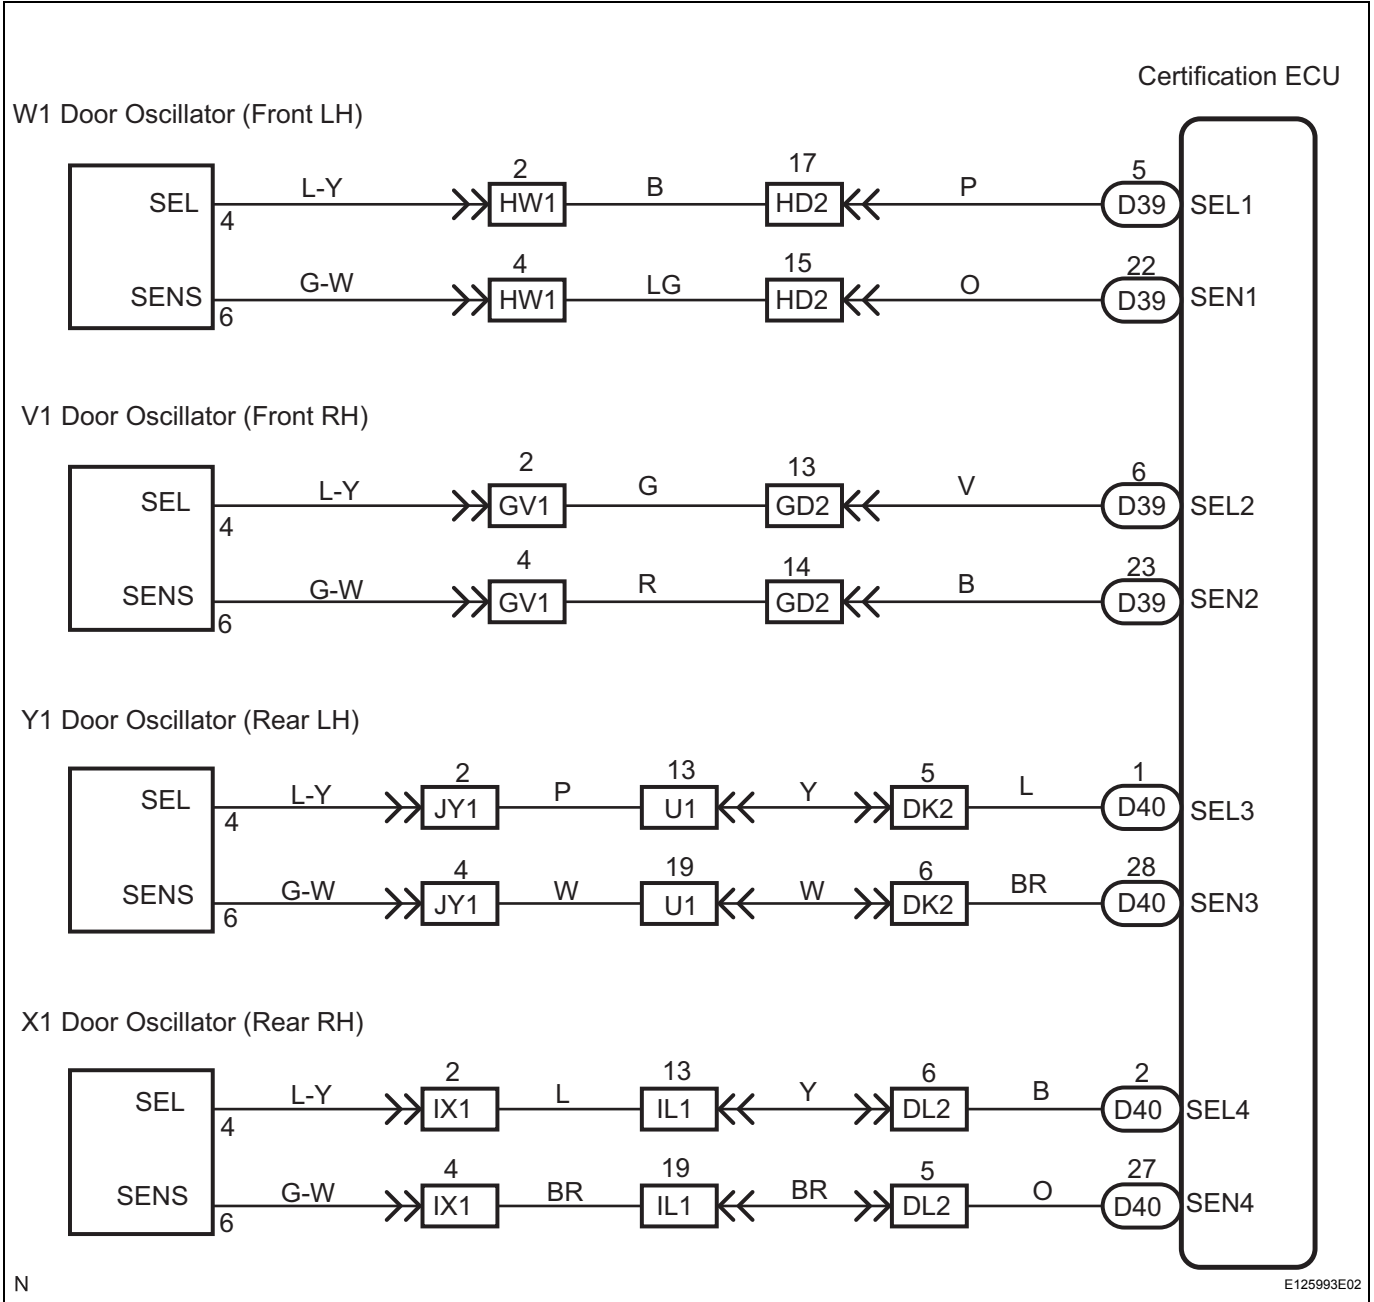 Certification ECU
W1 Door Oscillator (Front LH)
SEL 4 L-Y 2 HW1 B 17 HD2 P 5 D39 SEL1
SENS 6 G-W 4 HW1 LG 15 HD2 O 22 D39 SEN1
V1 Door Oscillator (Front RH)
SEL 4 L-Y 2 GV1 G 13 GD2 V 6 D39 SEL2
SENS 6 G-W 4 GV1 R 14 GD2 B 23 D39 SEN2
Y1 Door Oscillator (Rear LH)
SEL 4 L-Y 2 JY1 P 13 U1 Y 5 DK2 L 1 D40 SEL3
SENS 6 G-W 4 JY1 W 19 U1 W 6 DK2 BR 28 D40 SEN3
X1 Door Oscillator (Rear RH)
SEL 4 L-Y 2 IX1 L 13 IL1 Y 6 DL2 B 2 D40 SEL4
SENS 6 G-W 4 IX1 BR 19 IL1 BR 5 DL2 O 27 D40 SEN4
N
E125993E02